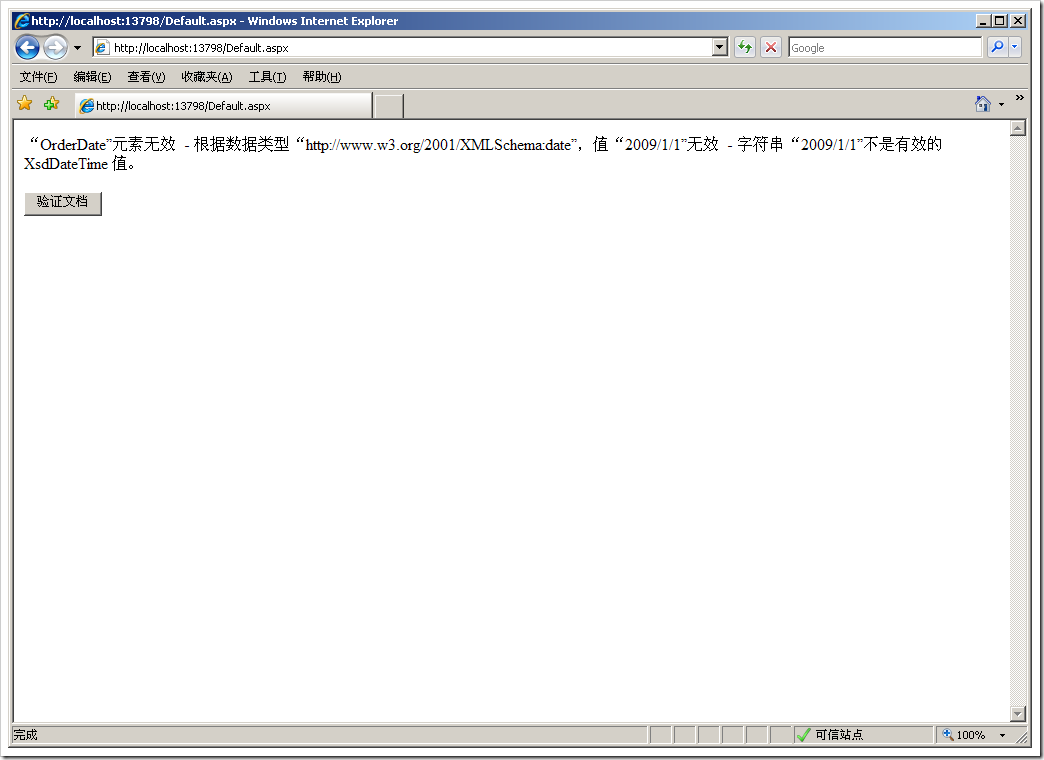 http://localhost:13798/Default.aspx - Windows Internet Explorer
http://localhost:13798/Default.aspx
Google
文件(F) 编辑(E) 查看(V) 收藏夹(A) 工具(T) 帮助(H)
http://localhost:13798/Default.aspx
“OrderDate”元素无效 - 根据数据类型“http://www.w3.org/2001/XMLSchema:date”，值“2009/1/1”无效 - 字符串“2009/1/1”不是有效的
XsdDateTime 值。
验证文档
完成 可信站点 100%